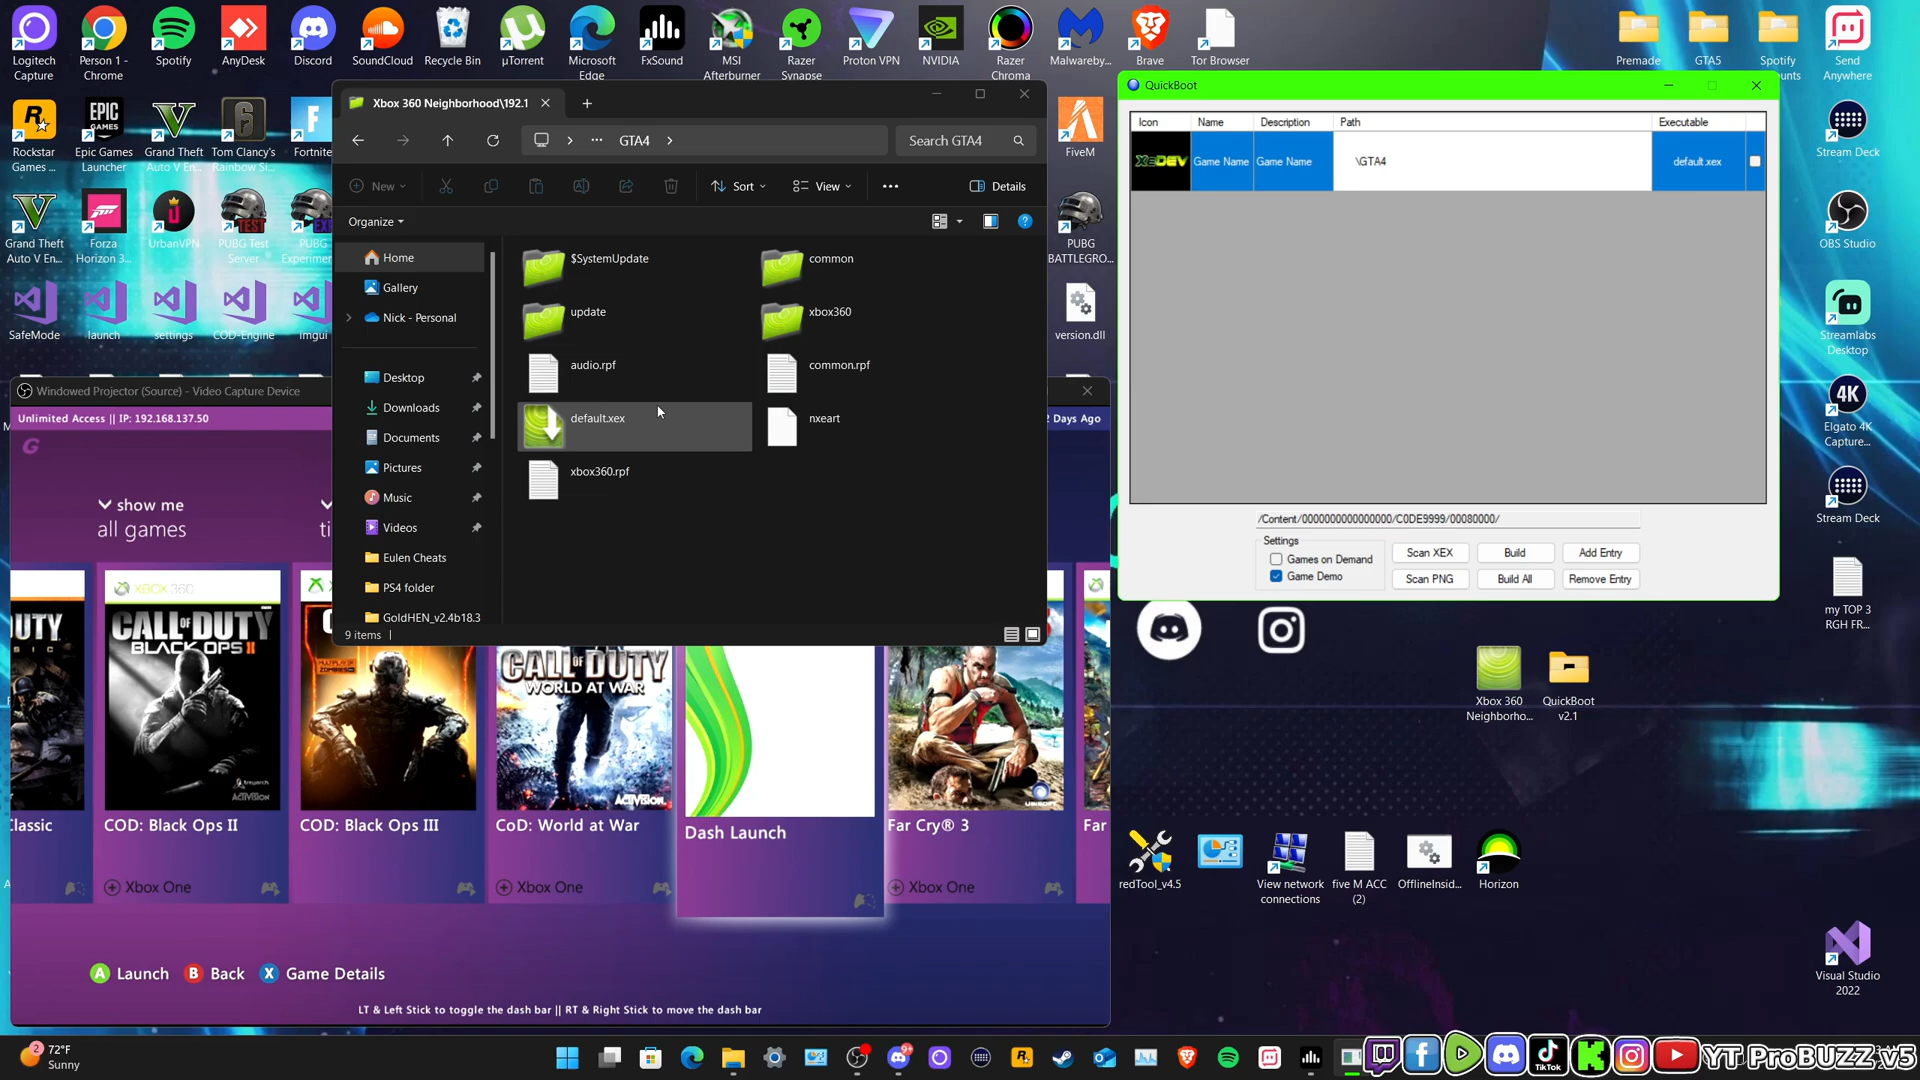 Logitech Capture
Person 1 - Chrome
Spotify
AnyDesk
Discord
SoundCloud
Recycle Bin
µTorrent
Microsoft Edge
FxSound
MSI Afterburner
Razer Synapse
Proton VPN
NVIDIA
Razer Chroma
Malwareby...
Brave
Tor Browser
Premade
GTA5
Spotify
unts
Send Anywhere
Rockstar Games ...
Epic Games Launcher
Grand Theft Auto V En...
Tom Clancy's Rainbow Si...
Fortnite
FiveM
Stream Deck
Grand Theft Auto V En...
Forza Horizon 3...
UrbanVPN
PUBG Test Server
PUBG Experimen
PUBG BATTLEGRO...
OBS Studio
SafeMode
launch
settings
COD-Engine
imgui
version.dll
Streamlabs Desktop
Elgato 4K Capture...
Stream Deck
my TOP 3 RGH FR...
Xbox 360 Neighborhood\192.1
GTA4
Search GTA4
New
Sort
View
Details
Organize
Home
Gallery
Nick - Personal
Desktop
Downloads
Documents
Pictures
Music
Videos
Eulen Cheats
PS4 folder
GoldHEN_v2.4b18.3
$SystemUpdate
common
update
xbox360
audio.rpf
common.rpf
default.xex
nxeart
xbox360.rpf
9 items
QuickBoot
Icon Name Description Path Executable
XeDEV Game Name Game Name \GTA4 default.xex
/Content/0000000000000000/C0DE9999/00080000/
Settings
Games on Demand
Game Demo
Scan XEX
Build
Add Entry
Scan PNG
Build All
Remove Entry
Windowed Projector (Source) - Video Capture Device
Unlimited Access || IP: 192.168.137.50
2 Days Ago
show me
all games
ti
UTY
XBOX 360
CALL OF DUTY
BLACK OPS II
ACTIVISION
CALL OF DUTY
WORLD AT WAR
ACTIVISION
UBISOFT
Classic
COD: Black Ops II
COD: Black Ops III
CoD: World at War
Dash Launch
Far Cry® 3
Far
Xbox One
Xbox One
Xbox One
A Launch B Back X Game Details
LT & Left Stick to toggle the dash bar || RT & Right Stick to move the dash bar
Xbox 360 Neighborho...
QuickBoot v2.1
redTool_v4.5
View network connections
five M ACC (2)
OfflineInsid...
Horizon
Visual Studio 2022
2
72°F
Sunny
9+
TikTok
YT ProBUZZ v5